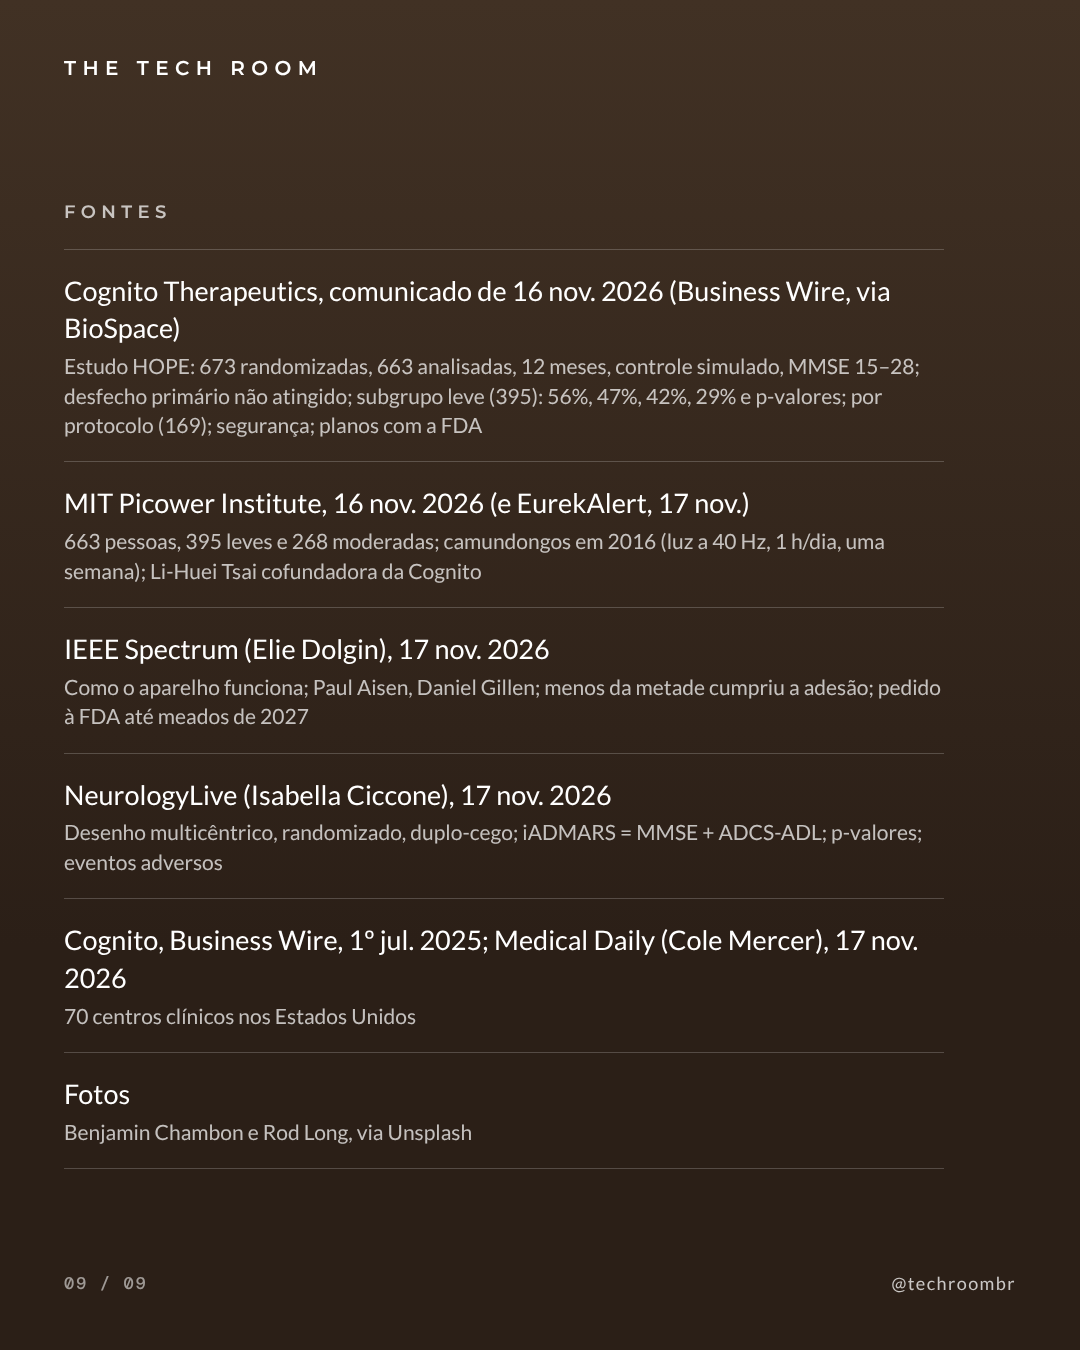 THE TECH ROOM
FONTES
Cognito Therapeutics, comunicado de 16 nov. 2026 (Business Wire, via
BioSpace)
Estudo HOPE: 673 randomizadas, 663 analisadas, 12 meses, controle simulado, MMSE 15–28;
desfecho primário não atingido; subgrupo leve (395): 56%, 47%, 42%, 29% e p-valores; por
protocolo (169); segurança; planos com a FDA
MIT Picower Institute, 16 nov. 2026 (e EurekAlert, 17 nov.)
663 pessoas, 395 leves e 268 moderadas; camundongos em 2016 (luz a 40 Hz, 1 h/dia, uma
semana); Li-Huei Tsai cofundadora da Cognito
IEEE Spectrum (Elie Dolgin), 17 nov. 2026
Como o aparelho funciona; Paul Aisen, Daniel Gillen; menos da metade cumpriu a adesão; pedido
à FDA até meados de 2027
NeurologyLive (Isabella Ciccone), 17 nov. 2026
Desenho multicêntrico, randomizado, duplo-cego; iADMARS = MMSE + ADCS-ADL; p-valores;
eventos adversos
Cognito, Business Wire, 1º jul. 2025; Medical Daily (Cole Mercer), 17 nov.
2026
70 centros clínicos nos Estados Unidos
Fotos
Benjamin Chambon e Rod Long, via Unsplash
09 / 09
@techroombr